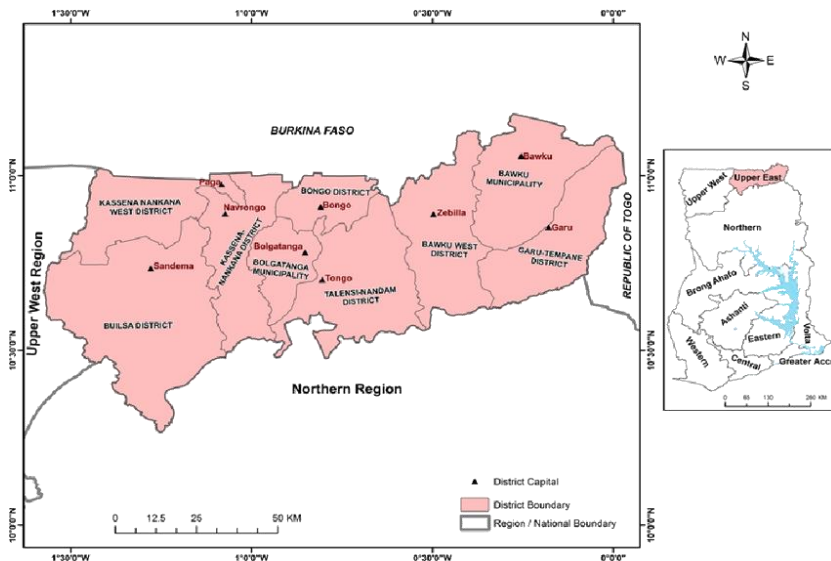 1°30'0"W
1°0'0"W
0°30'0"W
0°0'0"
N
W
E
S
BURKINA FASO
11°0'0"N
11°0'0"N
Paga
KASSENA NANKANA
WEST DISTRICT
Navrongo
KASSENA-
NANKANA DISTRICT
BONGO DISTRICT
Bongo
Bawku
BAWKU
MUNICIPALITY
Zebilla
Garu
BAWKU WEST
DISTRICT
GARU-TEMPANE
DISTRICT
Bolgatanga
BOLGATANGA
MUNICIPALITY
Tongo
TALENSI-NANDAM
DISTRICT
Sandema
BUILSA DISTRICT
Upper West Region
REPUBLIC OF TOGO
10°30'0"N
10°30'0"N
Northern Region
District Capital
District Boundary
Region / National Boundary
0 12.5 25 50 KM
10°0'0"N
10°0'0"N
1°30'0"W
1°0'0"W
0°30'0"W
0°0'0"
Upper West
Upper East
Northern
Brong Ahafo
Ashanti
Eastern
Volta
Western
Central
Greater Accr
0 65 130 260 KM